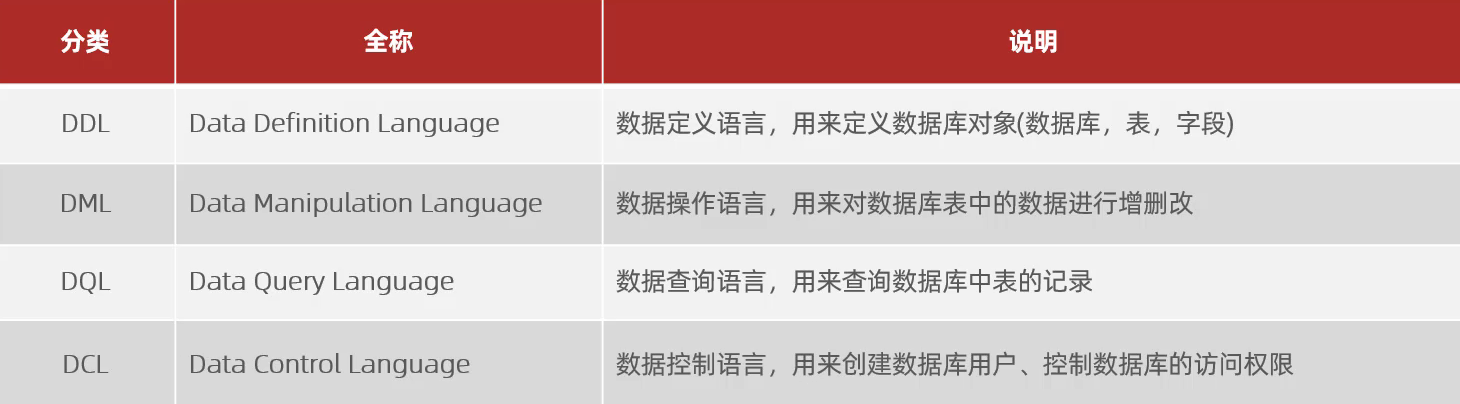 分类 全称 说明
DDL Data Definition Language 数据定义语言，用来定义数据库对象(数据库，表，字段)
DML Data Manipulation Language 数据操作语言，用来对数据库表中的数据进行增删改
DQL Data Query Language 数据查询语言，用来查询数据库中表的记录
DCL Data Control Language 数据控制语言，用来创建数据库用户、控制数据库的访问权限